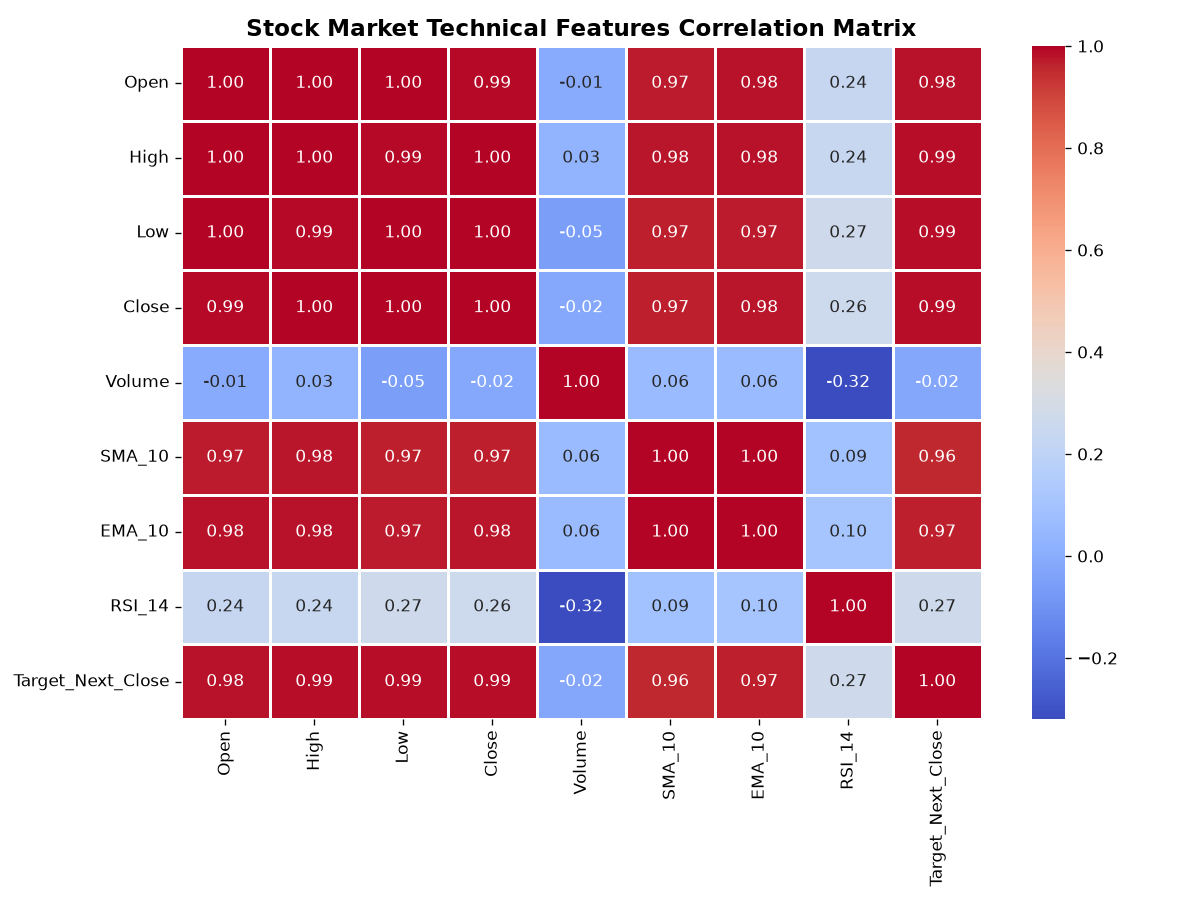 Stock Market Technical Features Correlation Matrix
Open 1.00 1.00 1.00 0.99 -0.01 0.97 0.98 0.24 0.98
High 1.00 1.00 0.99 1.00 0.03 0.98 0.98 0.24 0.99
Low 1.00 0.99 1.00 1.00 -0.05 0.97 0.97 0.27 0.99
Close 0.99 1.00 1.00 1.00 -0.02 0.97 0.98 0.26 0.99
Volume -0.01 0.03 -0.05 -0.02 1.00 0.06 0.06 -0.32 -0.02
SMA_10 0.97 0.98 0.97 0.97 0.06 1.00 1.00 0.09 0.96
EMA_10 0.98 0.98 0.97 0.98 0.06 1.00 1.00 0.10 0.97
RSI_14 0.24 0.24 0.27 0.26 -0.32 0.09 0.10 1.00 0.27
Target_Next_Close 0.98 0.99 0.99 0.99 -0.02 0.96 0.97 0.27 1.00
Open High Low Close Volume SMA_10 EMA_10 RSI_14 Target_Next_Close
1.0
0.8
0.6
0.4
0.2
0.0
−0.2